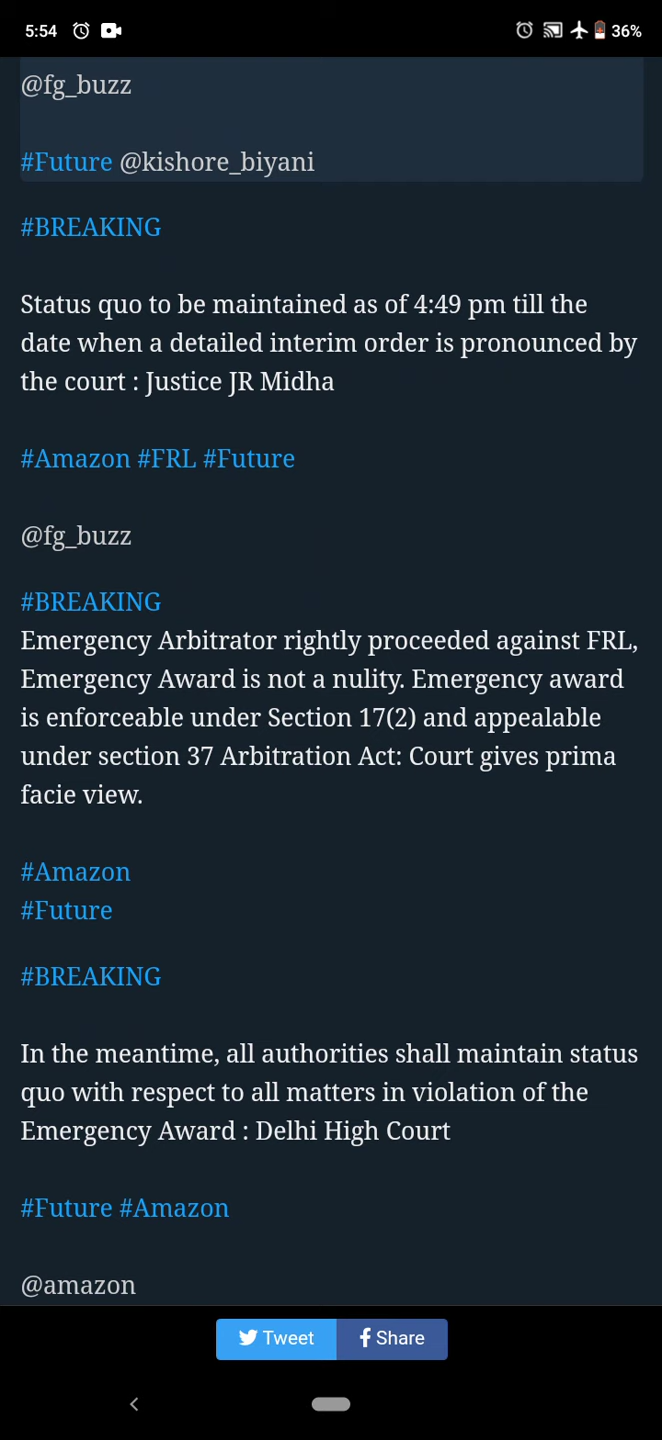 5:54
36%
@fg_buzz
#Future @kishore_biyani
#BREAKING
Status quo to be maintained as of 4:49 pm till the
date when a detailed interim order is pronounced by
the court : Justice JR Midha
#Amazon #FRL #Future
@fg_buzz
#BREAKING
Emergency Arbitrator rightly proceeded against FRL,
Emergency Award is not a nulity. Emergency award
is enforceable under Section 17(2) and appealable
under section 37 Arbitration Act: Court gives prima
facie view.
#Amazon
#Future
#BREAKING
In the meantime, all authorities shall maintain status
quo with respect to all matters in violation of the
Emergency Award : Delhi High Court
#Future #Amazon
@amazon
Tweet Share